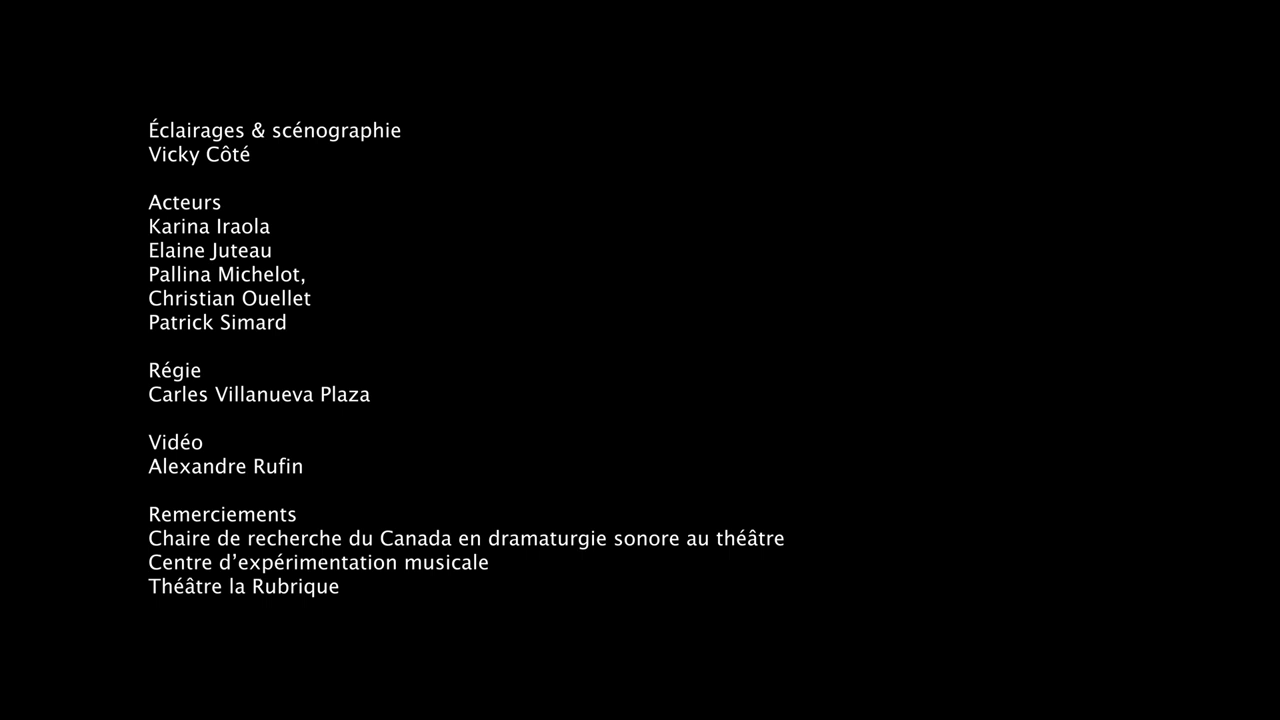 Éclairages & scénographie
Vicky Côté
Acteurs
Karina Iraola
Elaine Juteau
Pallina Michelot,
Christian Ouellet
Patrick Simard
Régie
Carles Villanueva Plaza
Vidéo
Alexandre Rufin
Remerciements
Chaire de recherche du Canada en dramaturgie sonore au théâtre
Centre d’expérimentation musicale
Théâtre la Rubrique